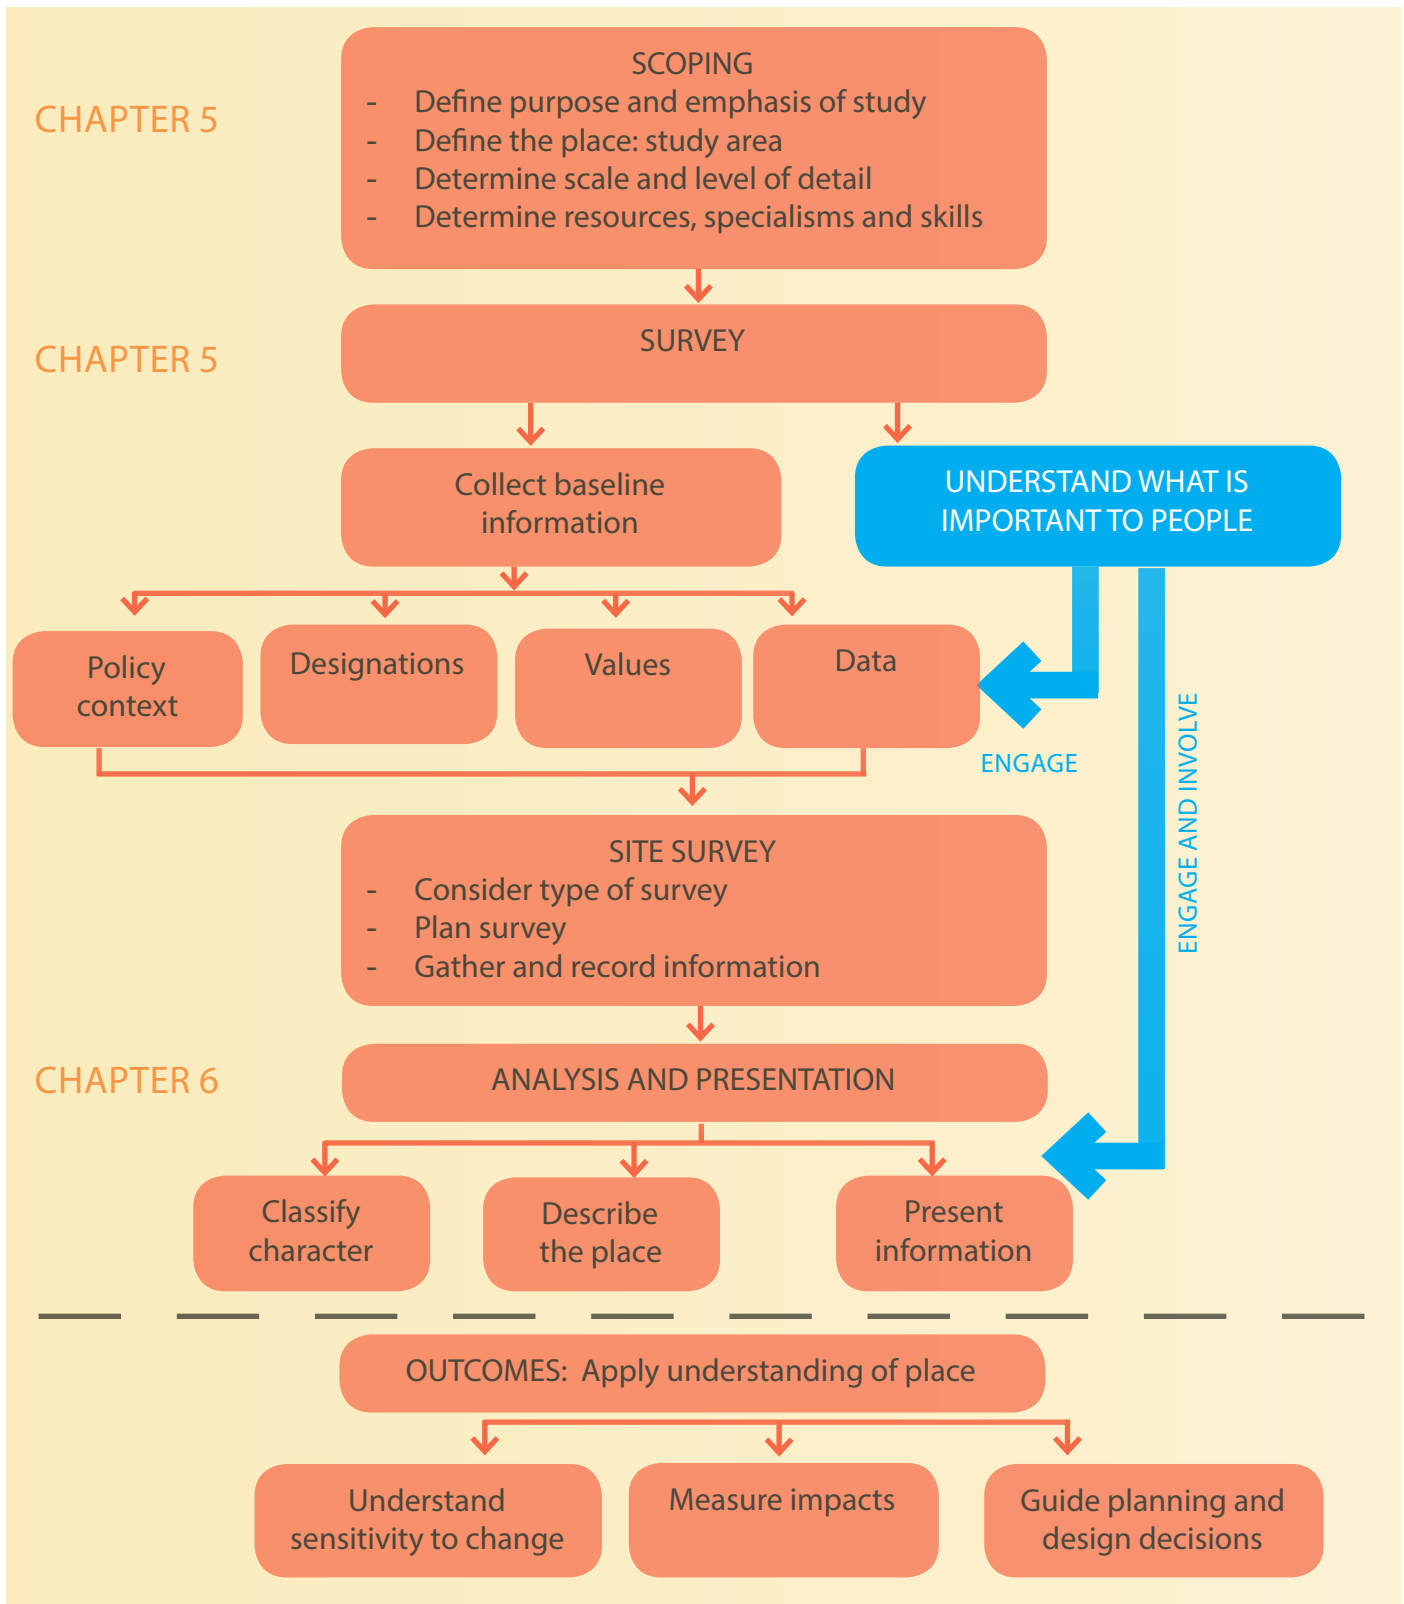 CHAPTER 5
SCOPING
- Define purpose and emphasis of study
- Define the place: study area
- Determine scale and level of detail
- Determine resources, specialisms and skills
CHAPTER 5
SURVEY
Collect baseline
information
UNDERSTAND WHAT IS
IMPORTANT TO PEOPLE
Policy
context
Designations
Values
Data
ENGAGE
ENGAGE AND INVOLVE
SITE SURVEY
- Consider type of survey
- Plan survey
- Gather and record information
CHAPTER 6
ANALYSIS AND PRESENTATION
Classify
character
Describe
the place
Present
information
OUTCOMES: Apply understanding of place
Understand
sensitivity to change
Measure impacts
Guide planning and
design decisions